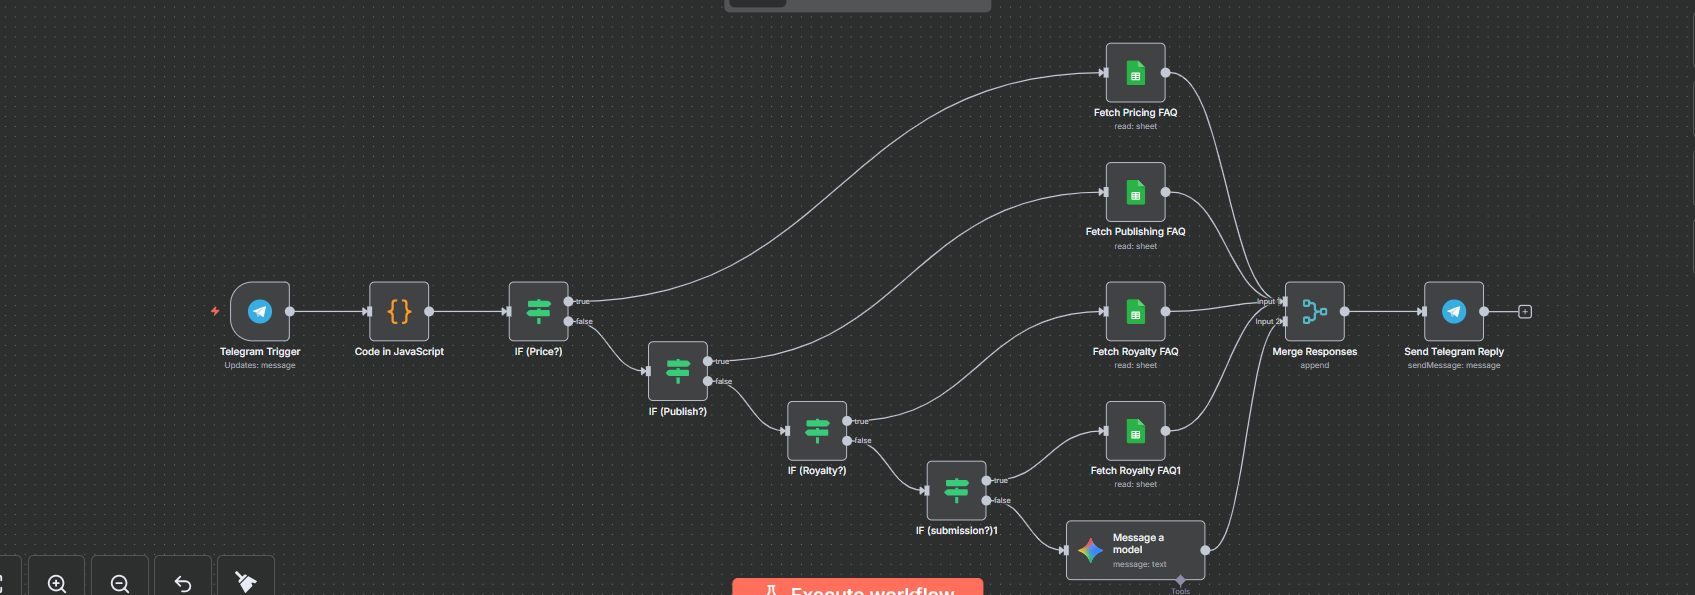 Fetch Pricing FAQ
read: sheet
Fetch Publishing FAQ
read: sheet
Telegram Trigger
Updates: message
Code in JavaScript
IF (Price?)
true
false
IF (Publish?)
true
false
IF (Royalty?)
true
false
IF (submission?)1
true
false
Fetch Royalty FAQ
read: sheet
Fetch Royalty FAQ1
read: sheet
Message a
model
message: text
Tools
Input 1
Input 2
Merge Responses
append
Send Telegram Reply
sendMessage: message
Execute workflow